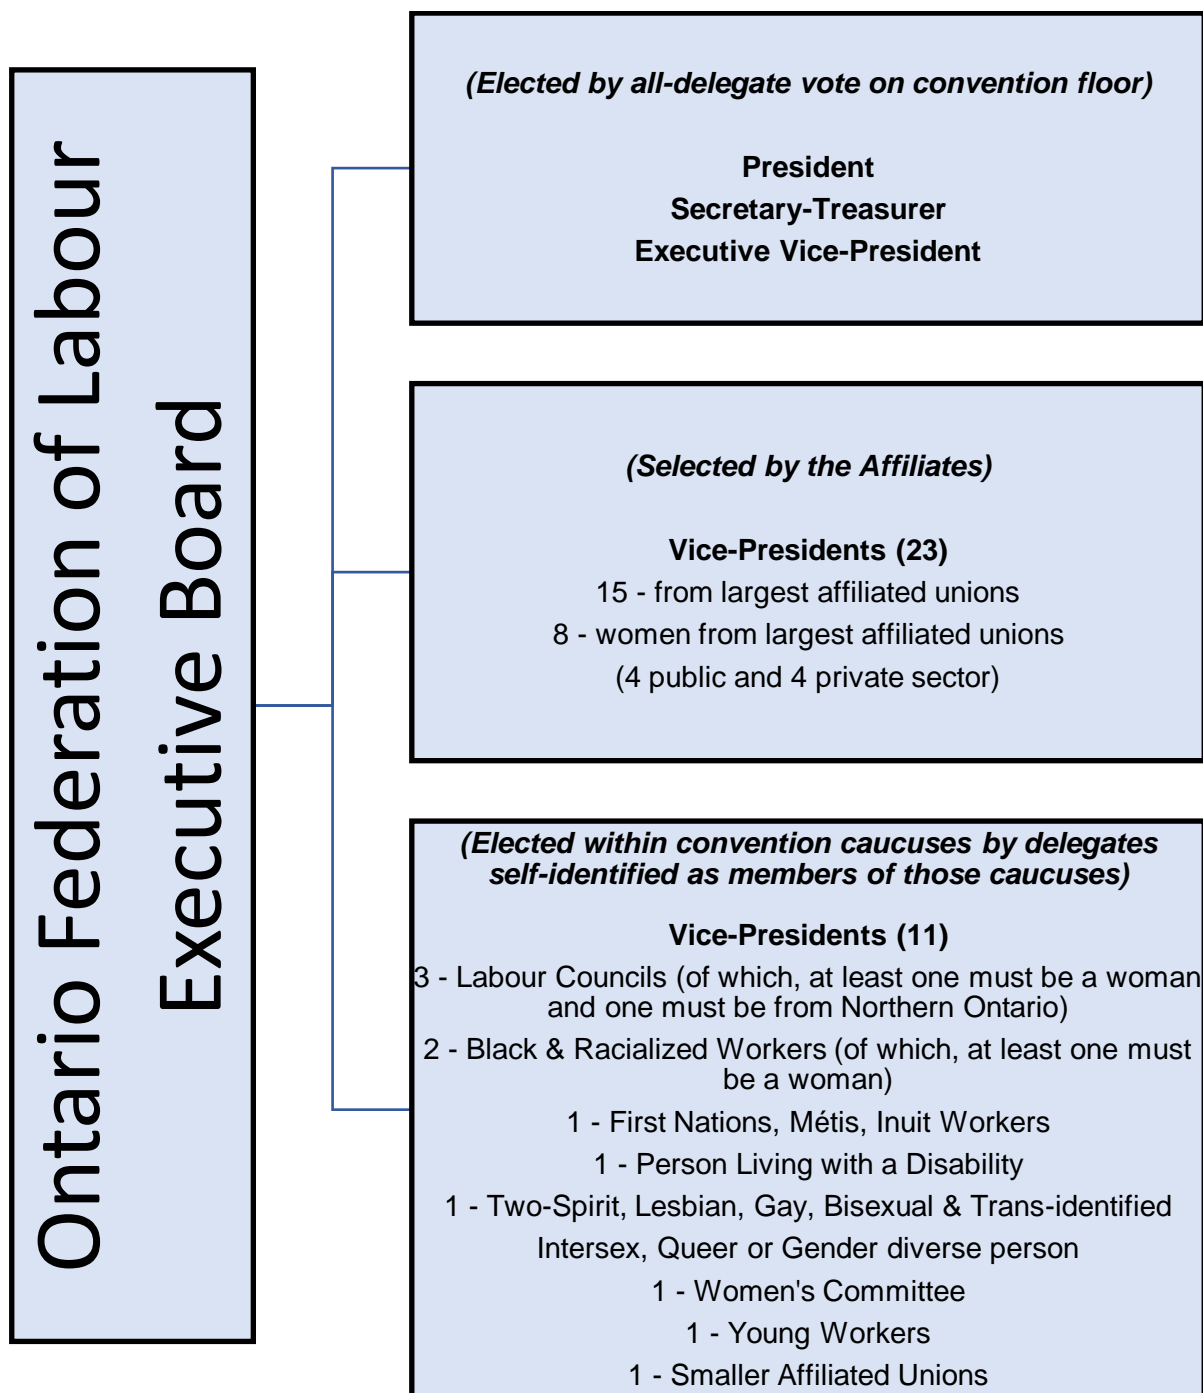 Ontario Federation of Labour
Executive Board
(Elected by all-delegate vote on convention floor)
President
Secretary-Treasurer
Executive Vice-President
(Selected by the Affiliates)
Vice-Presidents (23)
15 - from largest affiliated unions
8 - women from largest affiliated unions
(4 public and 4 private sector)
(Elected within convention caucuses by delegates
self-identified as members of those caucuses)
Vice-Presidents (11)
3 - Labour Councils (of which, at least one must be a woman
and one must be from Northern Ontario)
2 - Black & Racialized Workers (of which, at least one must
be a woman)
1 - First Nations, Métis, Inuit Workers
1 - Person Living with a Disability
1 - Two-Spirit, Lesbian, Gay, Bisexual & Trans-identified
Intersex, Queer or Gender diverse person
1 - Women's Committee
1 - Young Workers
1 - Smaller Affiliated Unions